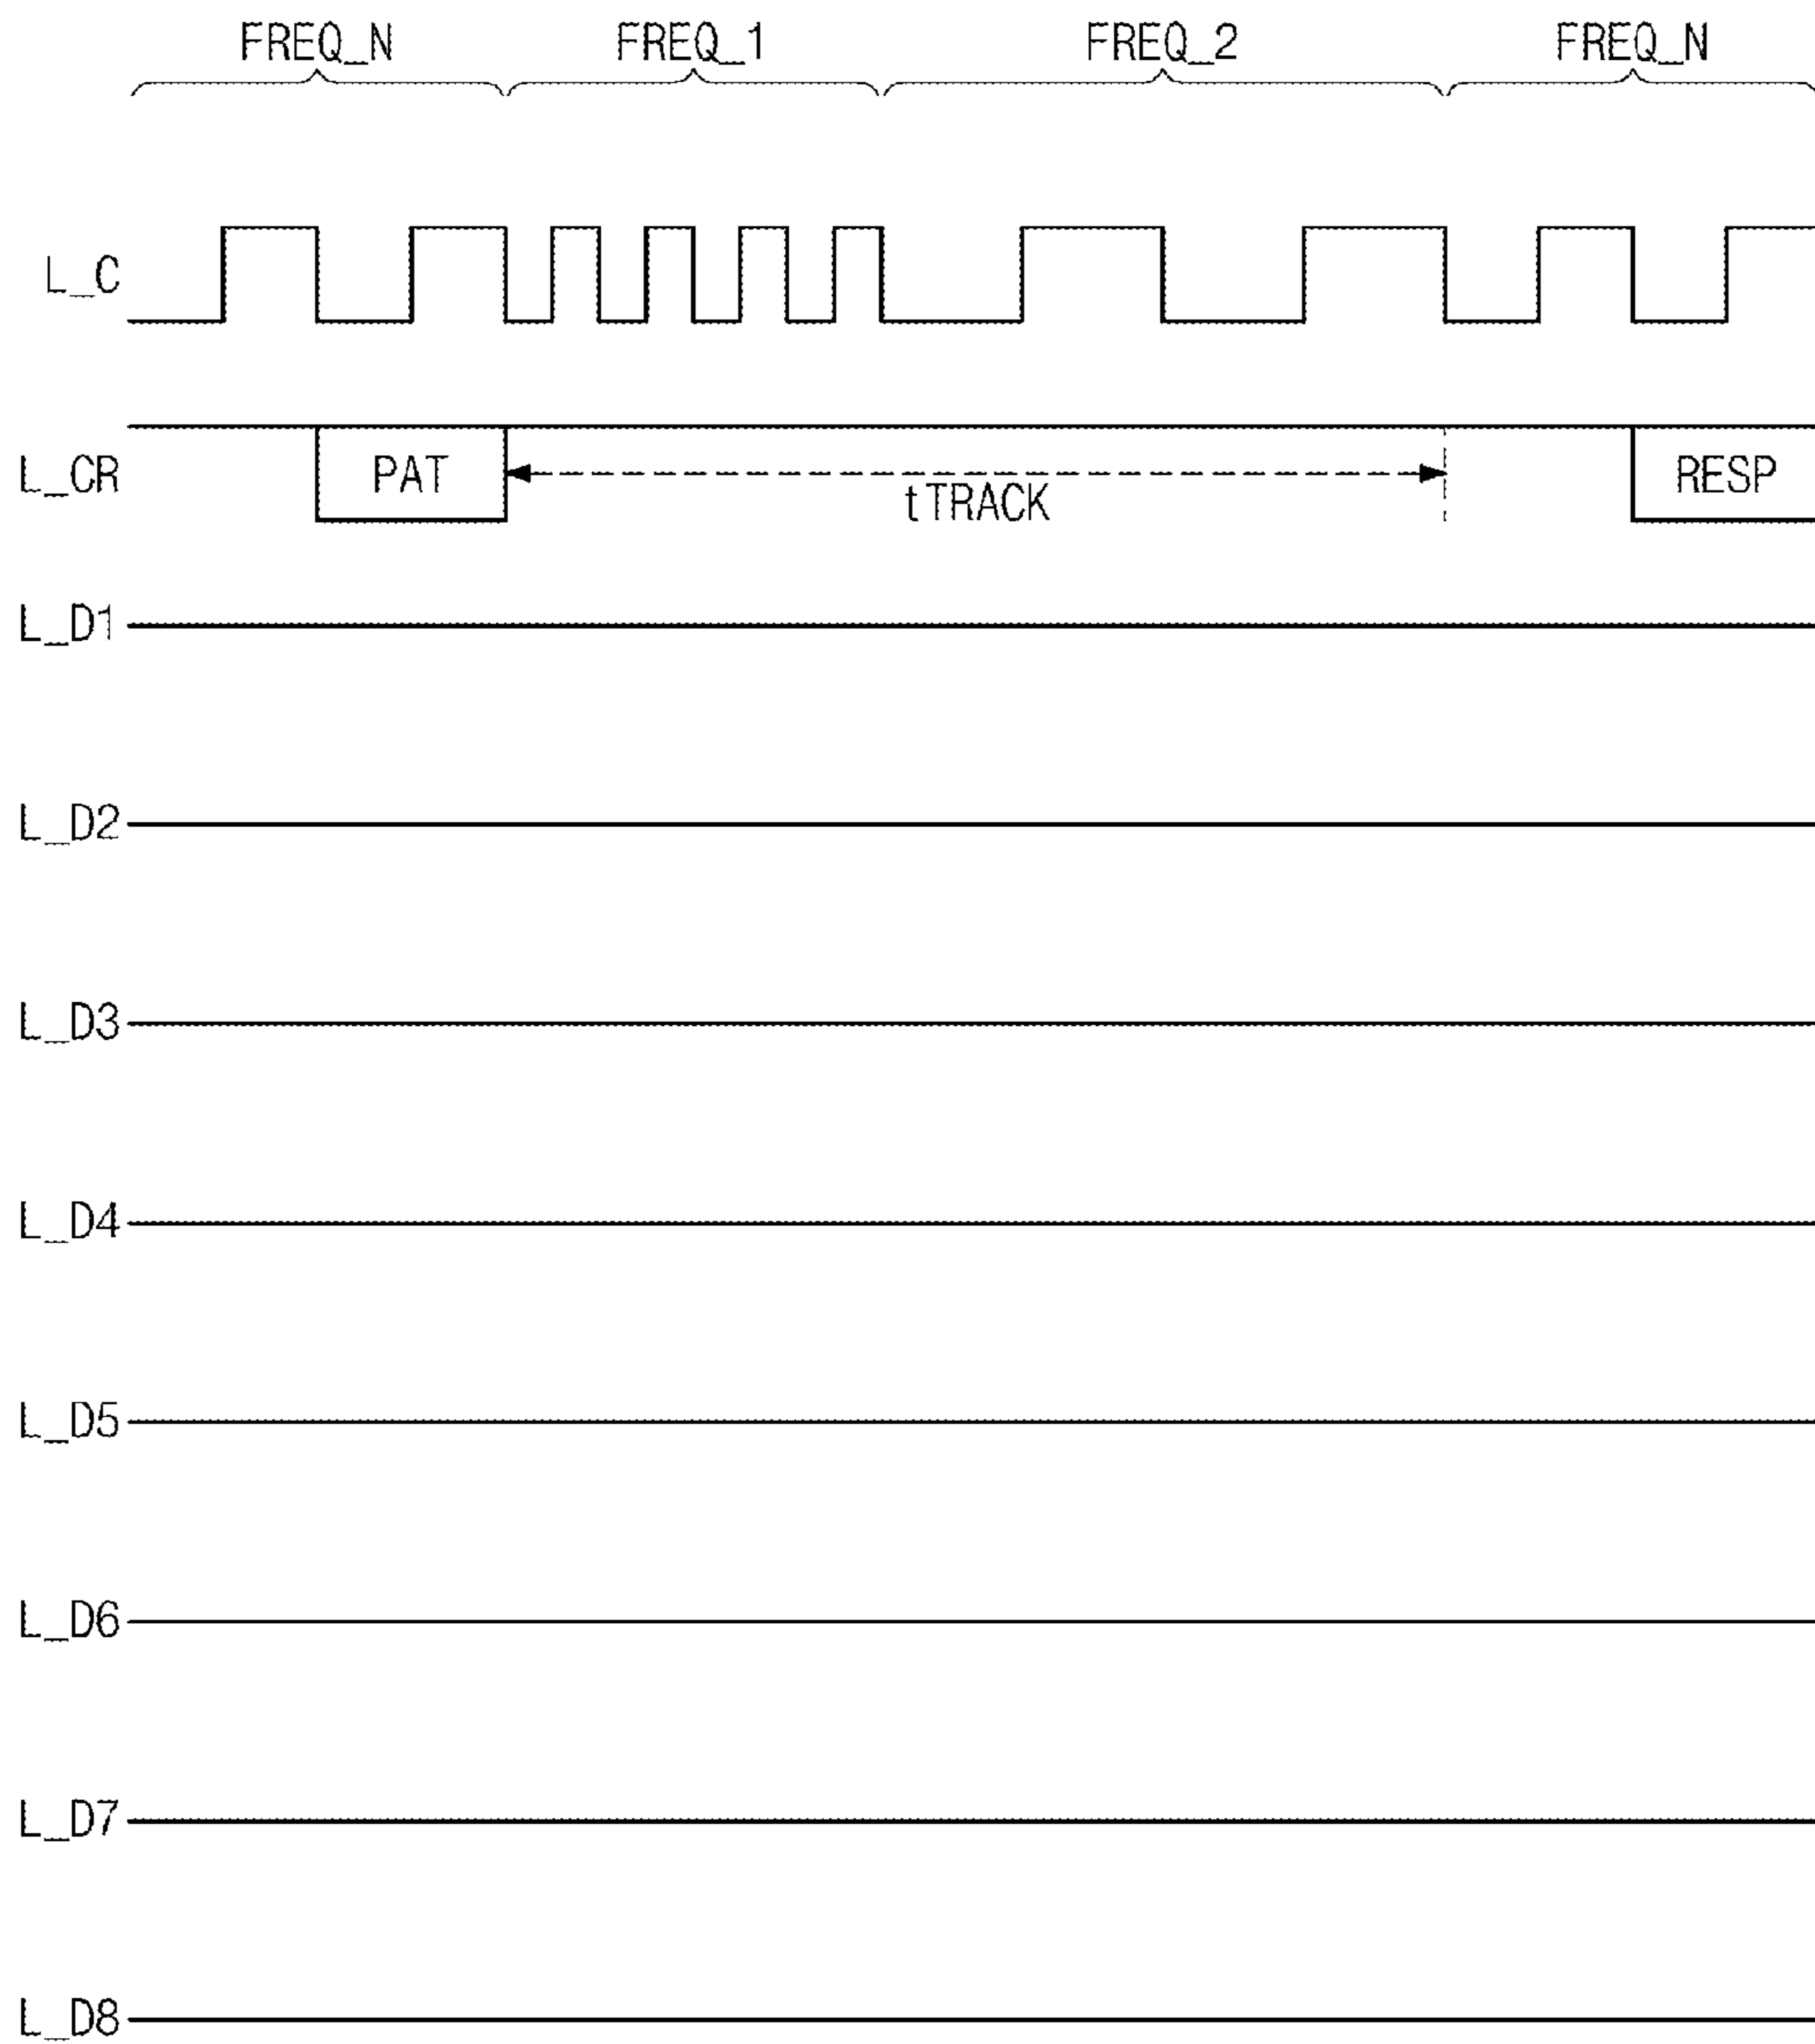 FREQ_N FREQ_1 FREQ_2 FREQ_N
L_C
L_CR PAT tTRACK RESP
L_D1
L_D2
L_D3
L_D4
L_D5
L_D6
L_D7
L_D8